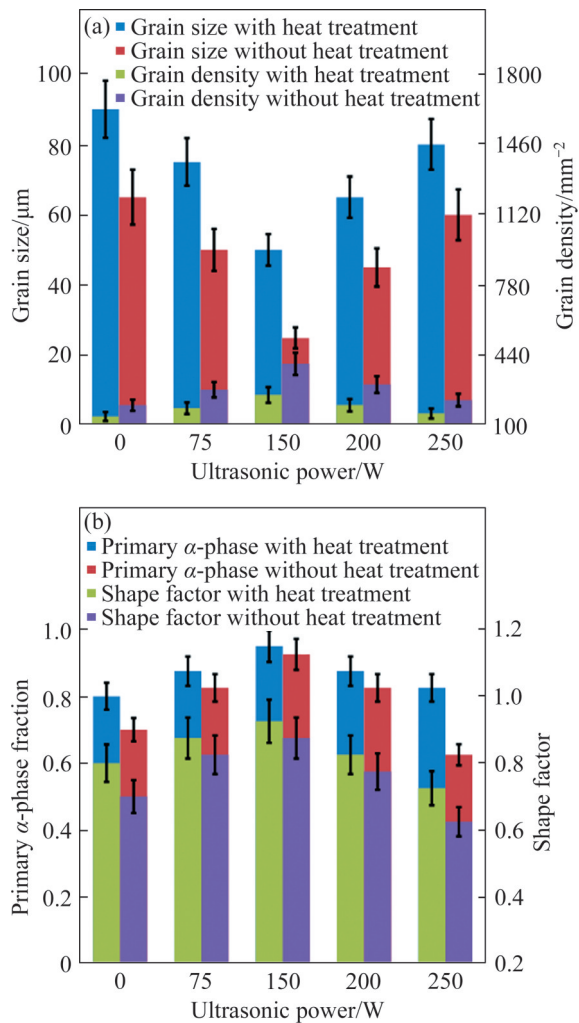 (a)
Grain size with heat treatment
Grain size without heat treatment
Grain density with heat treatment
Grain density without heat treatment
100
80
60
40
20
0
Grain size/μm
1800
1460
1120
780
440
100
Grain density/mm⁻²
0 75 150 200 250
Ultrasonic power/W
(b)
Primary α-phase with heat treatment
Primary α-phase without heat treatment
Shape factor with heat treatment
Shape factor without heat treatment
1.0
0.8
0.6
0.4
0.2
0
Primary α-phase fraction
1.2
1.0
0.8
0.6
0.4
0.2
Shape factor
0 75 150 200 250
Ultrasonic power/W